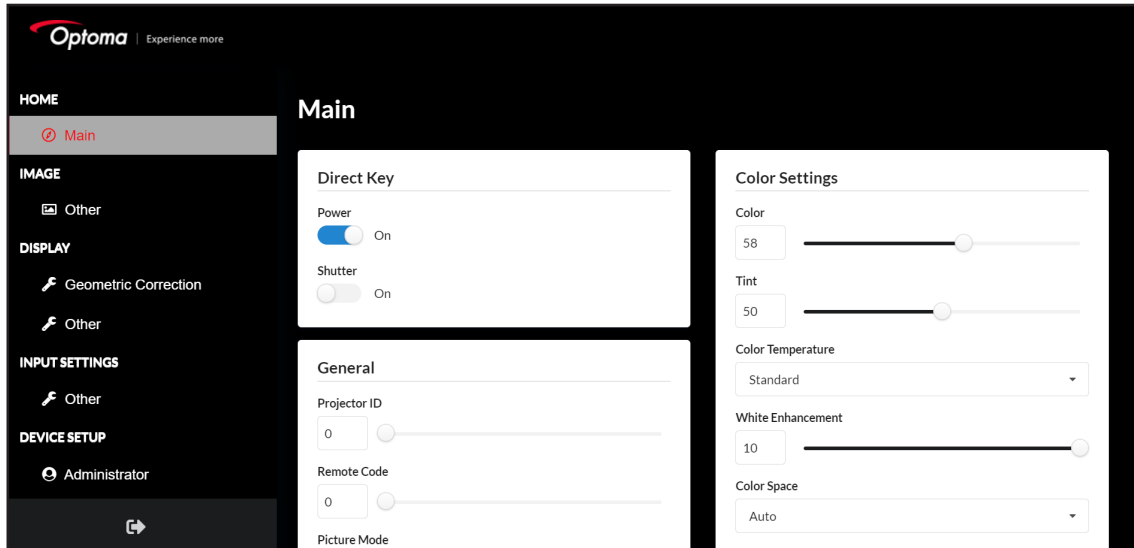 Optoma | Experience more
HOME
Main
IMAGE
Other
DISPLAY
Geometric Correction
Other
INPUT SETTINGS
Other
DEVICE SETUP
Administrator
Main
Direct Key
Power
On
Shutter
On
General
Projector ID
0
Remote Code
0
Picture Mode
Color Settings
Color
58
Tint
50
Color Temperature
Standard
White Enhancement
10
Color Space
Auto